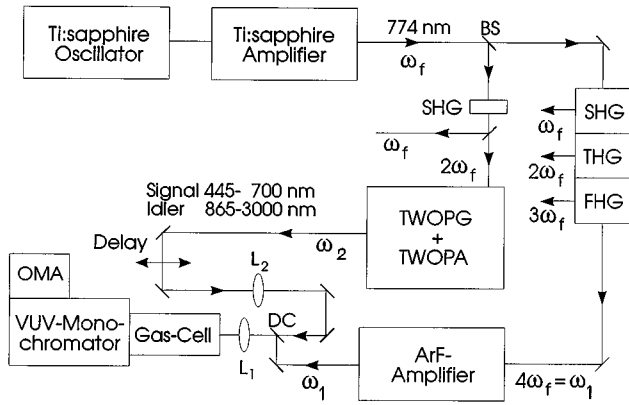 Ti:sapphire
Oscillator
Ti:sapphire
Amplifier
774 nm
ω_f
BS
SHG
ω_f
2ω_f
SHG
THG
FHG
ω_f
2ω_f
3ω_f
Signal 445- 700 nm
Idler 865-3000 nm
TWOPG
+
TWOPA
ω_2
Delay
L_2
OMA
VUV-Mono-
chromator
Gas-Cell
L_1
DC
ω_1
ArF-
Amplifier
4ω_f=ω_1